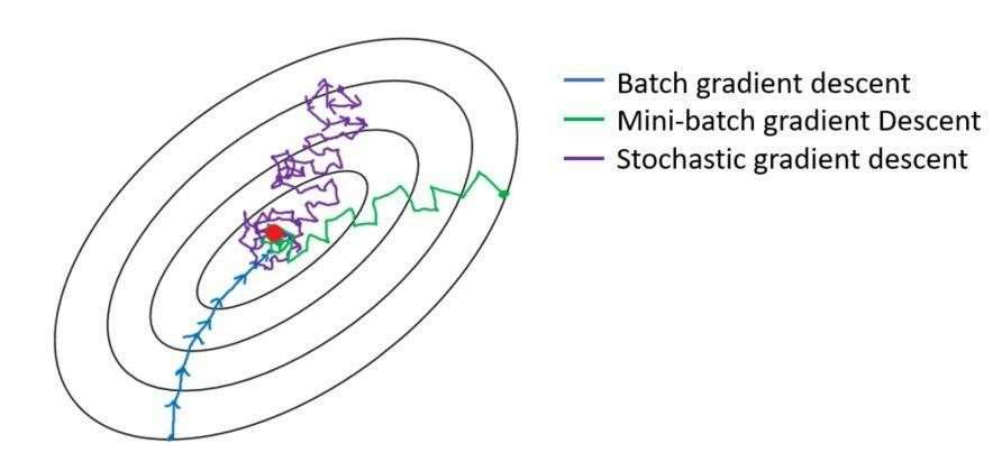 Batch gradient descent
Mini-batch gradient Descent
Stochastic gradient descent